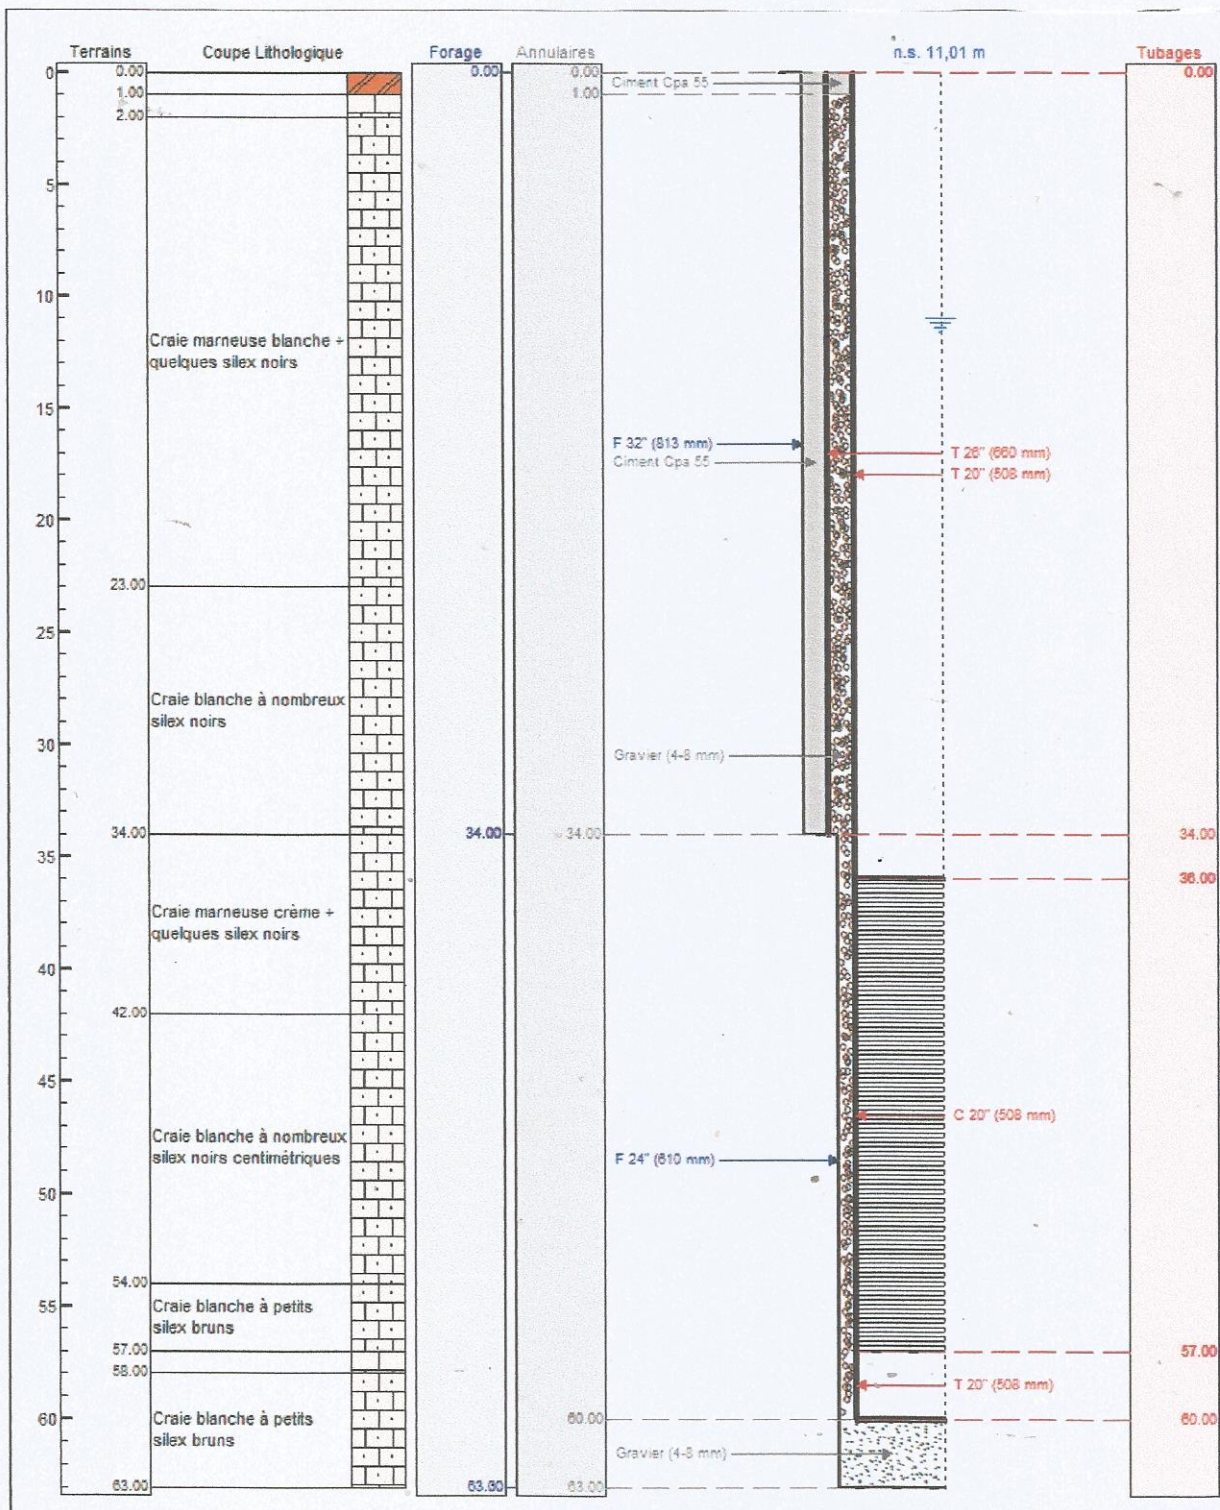 Terrains Coupe Lithologique Forage Annulaires n.s. 11,01 m Tubages
0 0.00 0.00 0.00 Ciment Cpa 55 0.00
1.00 1.00
2.00
5
10
Craie marneuse blanche +
quelques silex noirs
15
F 32" (813 mm) T 26" (660 mm)
Ciment Cpa 55 T 20" (508 mm)
20
23.00
25
Craie blanche à nombreux
silex noirs
30 Gravier (4-8 mm)
34.00 34.00 34.00 34.00
35
36.00
Craie marneuse crème +
quelques silex noirs
40
42.00
45
C 20" (508 mm)
Craie blanche à nombreux
silex noirs centimétriques F 24" (610 mm)
50
54.00
55 Craie blanche à petits
silex bruns
57.00 57.00
58.00
T 20" (508 mm)
60 Craie blanche à petits 60.00 60.00
silex bruns
Gravier (4-8 mm)
63.00 63.00 63.00